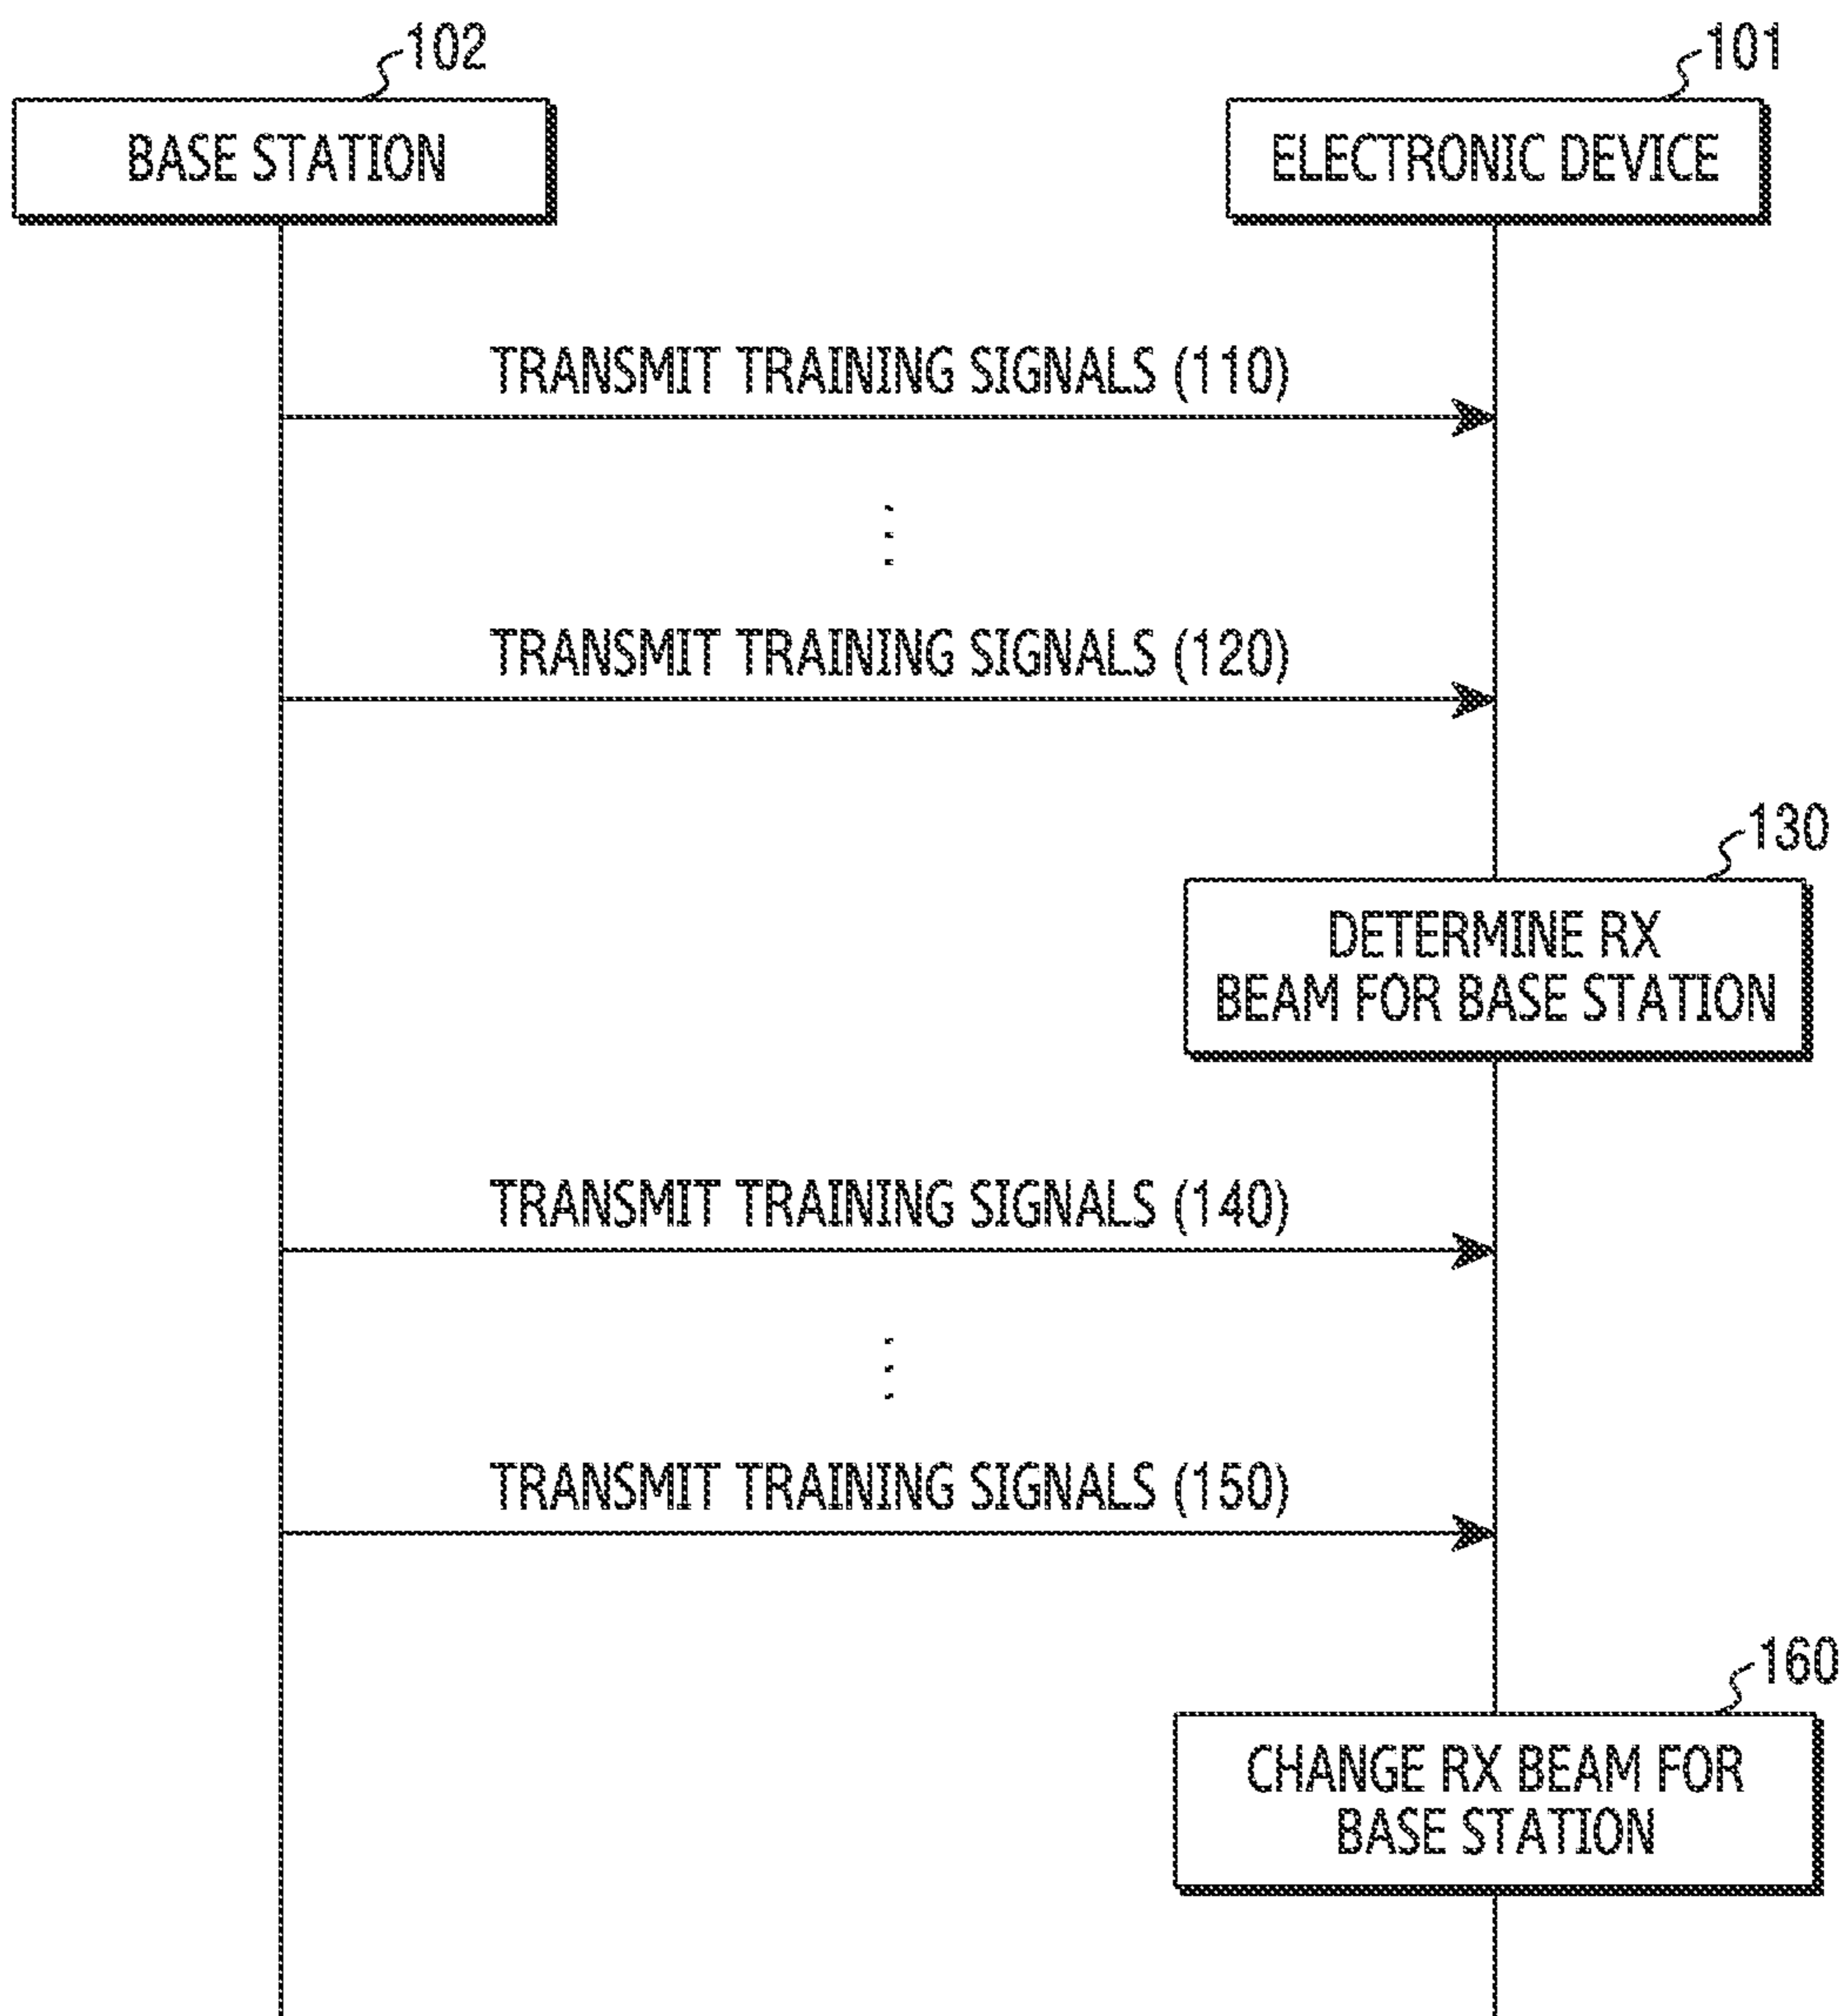 102
101
BASE STATION
ELECTRONIC DEVICE
TRANSMIT TRAINING SIGNALS (110)
TRANSMIT TRAINING SIGNALS (120)
130
DETERMINE RX
BEAM FOR BASE STATION
TRANSMIT TRAINING SIGNALS (140)
TRANSMIT TRAINING SIGNALS (150)
160
CHANGE RX BEAM FOR
BASE STATION